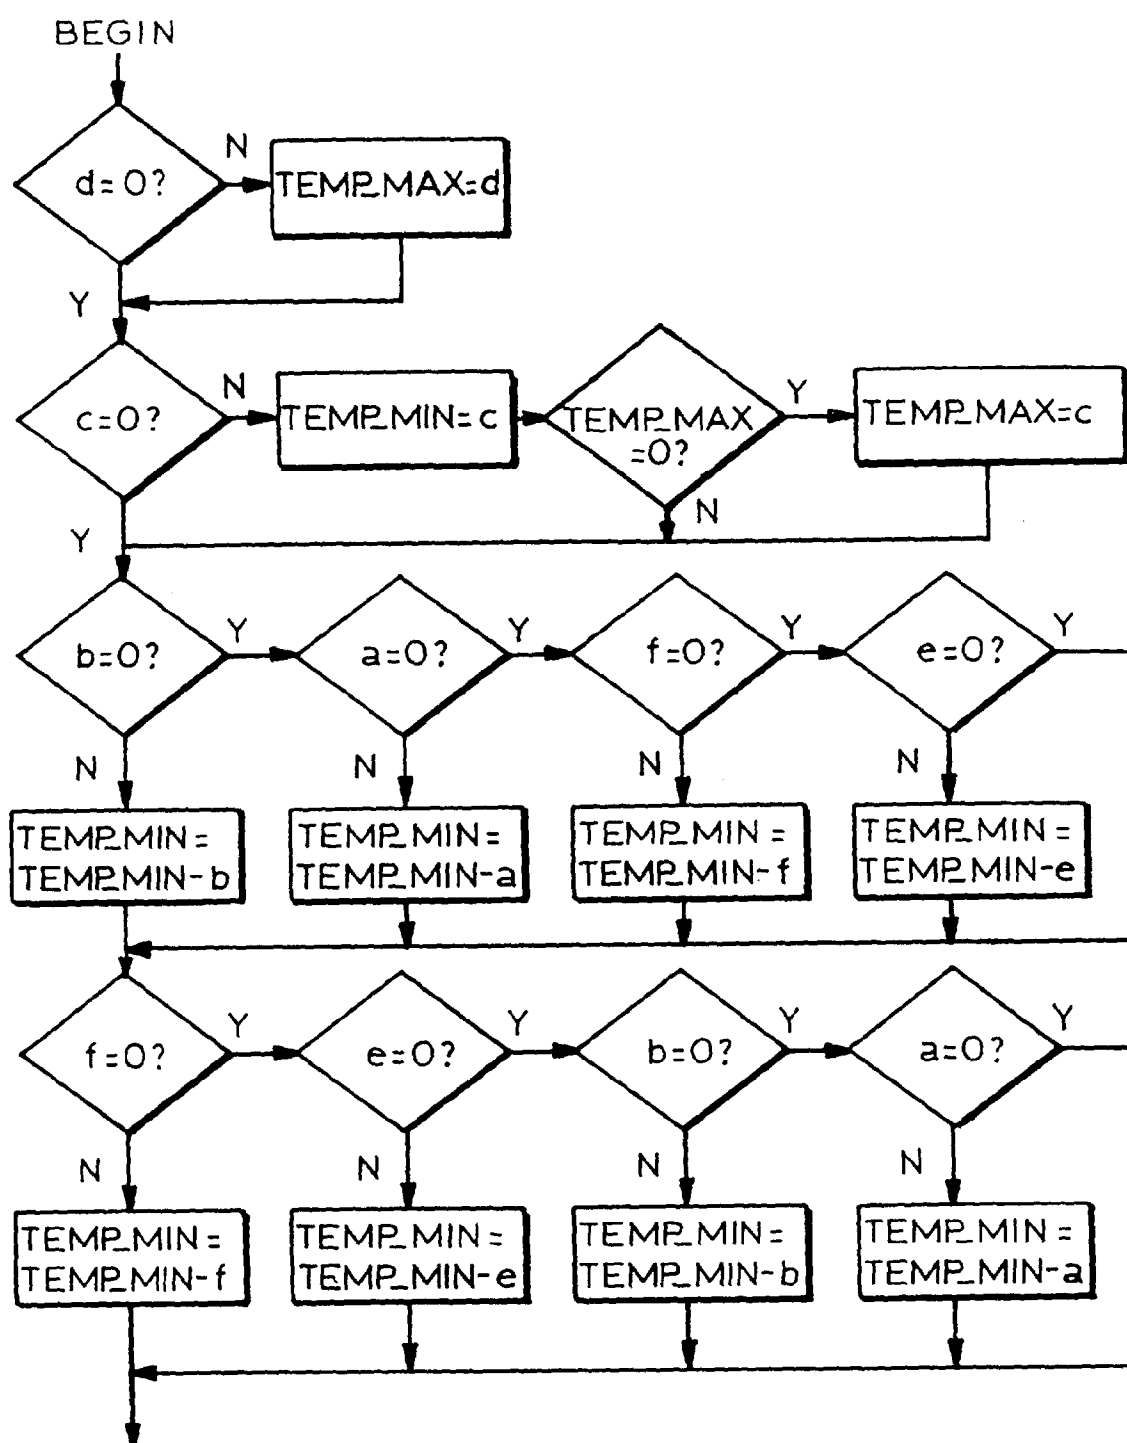 BEGIN
d=0?
N
TEMP_MAX=d
Y
c=0?
N
TEMP_MIN=c
TEMP_MAX
=0?
Y
TEMP_MAX=c
Y
N
b=0?
Y
a=0?
Y
f=0?
Y
e=0?
Y
N
N
N
N
TEMP_MIN=
TEMP_MIN-b
TEMP_MIN=
TEMP_MIN-a
TEMP_MIN=
TEMP_MIN-f
TEMP_MIN=
TEMP_MIN-e
f=0?
Y
e=0?
Y
b=0?
Y
a=0?
Y
N
N
N
N
TEMP_MIN=
TEMP_MIN-f
TEMP_MIN=
TEMP_MIN-e
TEMP_MIN=
TEMP_MIN-b
TEMP_MIN=
TEMP_MIN-a